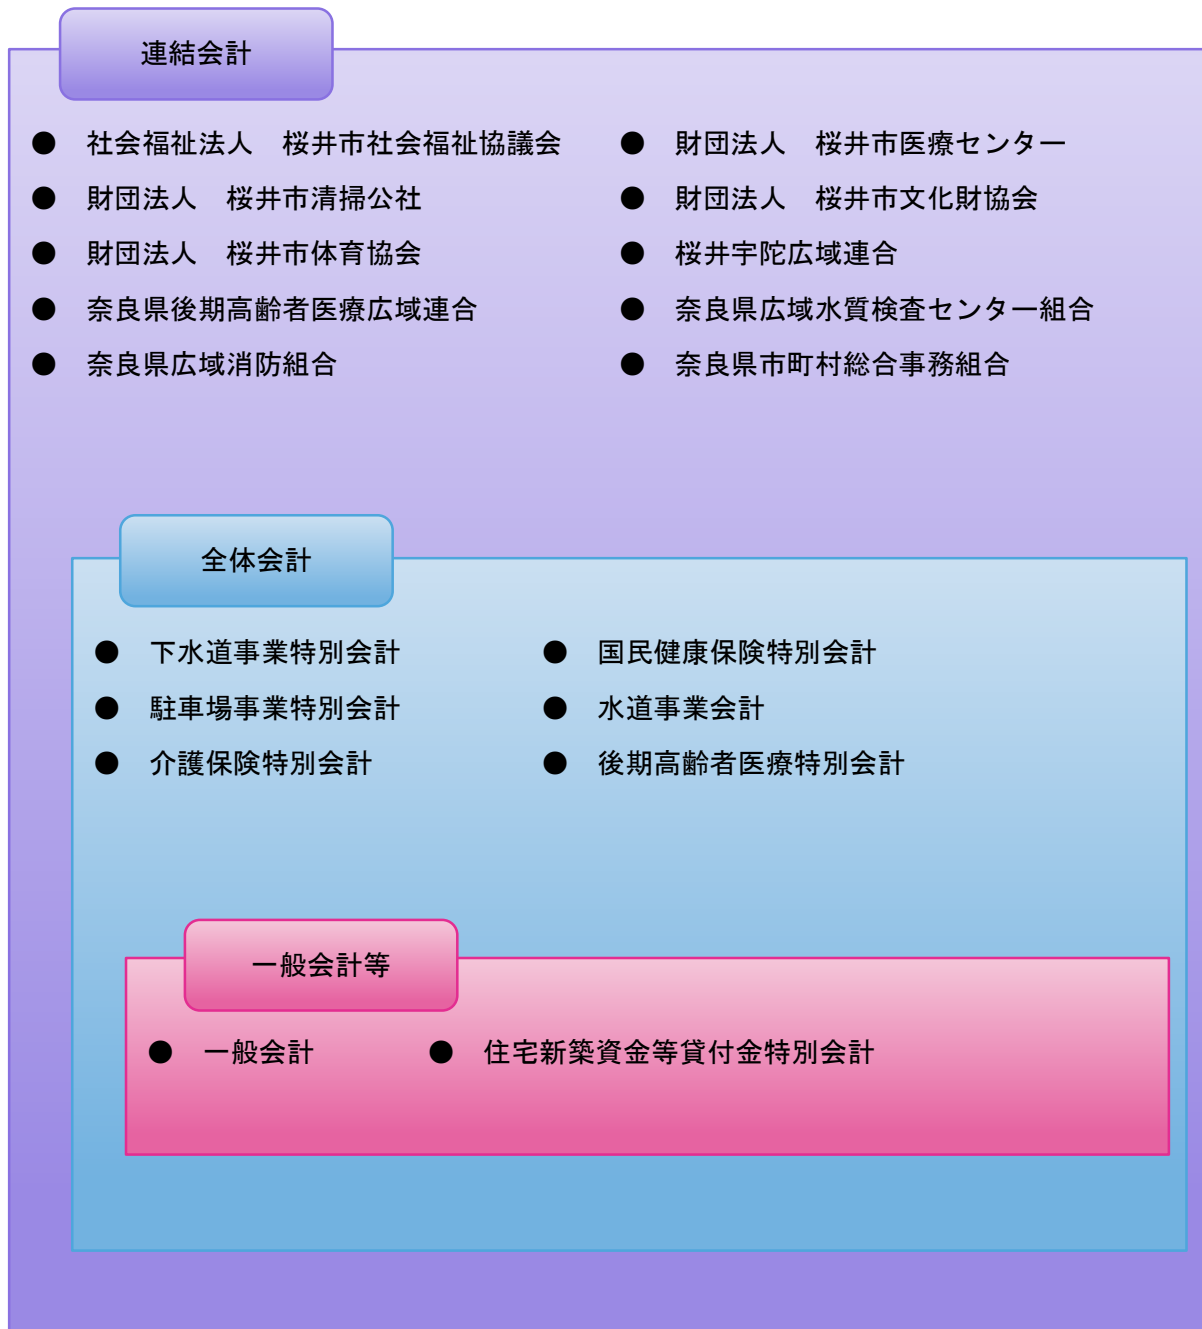 連結会計
● 社会福祉法人　桜井市社会福祉協議会 ● 財団法人　桜井市医療センター
● 財団法人　桜井市清掃公社 ● 財団法人　桜井市文化財協会
● 財団法人　桜井市体育協会 ● 桜井宇陀広域連合
● 奈良県後期高齢者医療広域連合 ● 奈良県広域水質検査センター組合
● 奈良県広域消防組合 ● 奈良県市町村総合事務組合
全体会計
● 下水道事業特別会計 ● 国民健康保険特別会計
● 駐車場事業特別会計 ● 水道事業会計
● 介護保険特別会計 ● 後期高齢者医療特別会計
一般会計等
● 一般会計 ● 住宅新築資金等貸付金特別会計